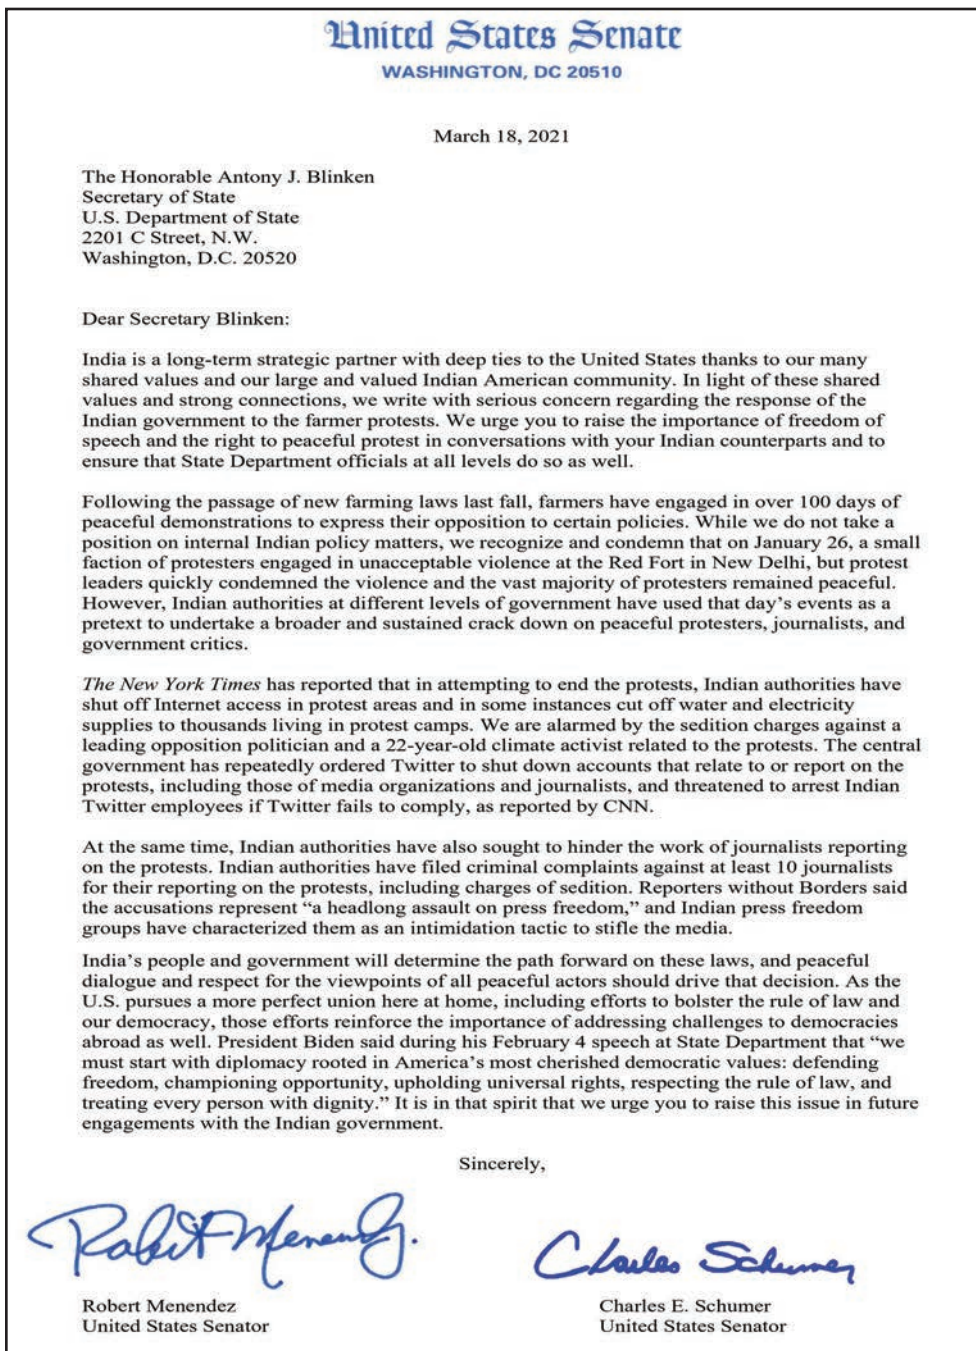 United States Senate
WASHINGTON, DC 20510
March 18, 2021
The Honorable Antony J. Blinken
Secretary of State
U.S. Department of State
2201 C Street, N.W.
Washington, D.C. 20520
Dear Secretary Blinken:
India is a long-term strategic partner with deep ties to the United States thanks to our many
shared values and our large and valued Indian American community. In light of these shared
values and strong connections, we write with serious concern regarding the response of the
Indian government to the farmer protests. We urge you to raise the importance of freedom of
speech and the right to peaceful protest in conversations with your Indian counterparts and to
ensure that State Department officials at all levels do so as well.
Following the passage of new farming laws last fall, farmers have engaged in over 100 days of
peaceful demonstrations to express their opposition to certain policies. While we do not take a
position on internal Indian policy matters, we recognize and condemn that on January 26, a small
faction of protesters engaged in unacceptable violence at the Red Fort in New Delhi, but protest
leaders quickly condemned the violence and the vast majority of protesters remained peaceful.
However, Indian authorities at different levels of government have used that day’s events as a
pretext to undertake a broader and sustained crack down on peaceful protesters, journalists, and
government critics.
The New York Times has reported that in attempting to end the protests, Indian authorities have
shut off Internet access in protest areas and in some instances cut off water and electricity
supplies to thousands living in protest camps. We are alarmed by the sedition charges against a
leading opposition politician and a 22-year-old climate activist related to the protests. The central
government has repeatedly ordered Twitter to shut down accounts that relate to or report on the
protests, including those of media organizations and journalists, and threatened to arrest Indian
Twitter employees if Twitter fails to comply, as reported by CNN.
At the same time, Indian authorities have also sought to hinder the work of journalists reporting
on the protests. Indian authorities have filed criminal complaints against at least 10 journalists
for their reporting on the protests, including charges of sedition. Reporters without Borders said
the accusations represent “a headlong assault on press freedom,” and Indian press freedom
groups have characterized them as an intimidation tactic to stifle the media.
India’s people and government will determine the path forward on these laws, and peaceful
dialogue and respect for the viewpoints of all peaceful actors should drive that decision. As the
U.S. pursues a more perfect union here at home, including efforts to bolster the rule of law and
our democracy, those efforts reinforce the importance of addressing challenges to democracies
abroad as well. President Biden said during his February 4 speech at State Department that “we
must start with diplomacy rooted in America’s most cherished democratic values: defending
freedom, championing opportunity, upholding universal rights, respecting the rule of law, and
treating every person with dignity.” It is in that spirit that we urge you to raise this issue in future
engagements with the Indian government.
Sincerely,
Robert Menendez
Charles Schumer
Robert Menendez
United States Senator
Charles E. Schumer
United States Senator